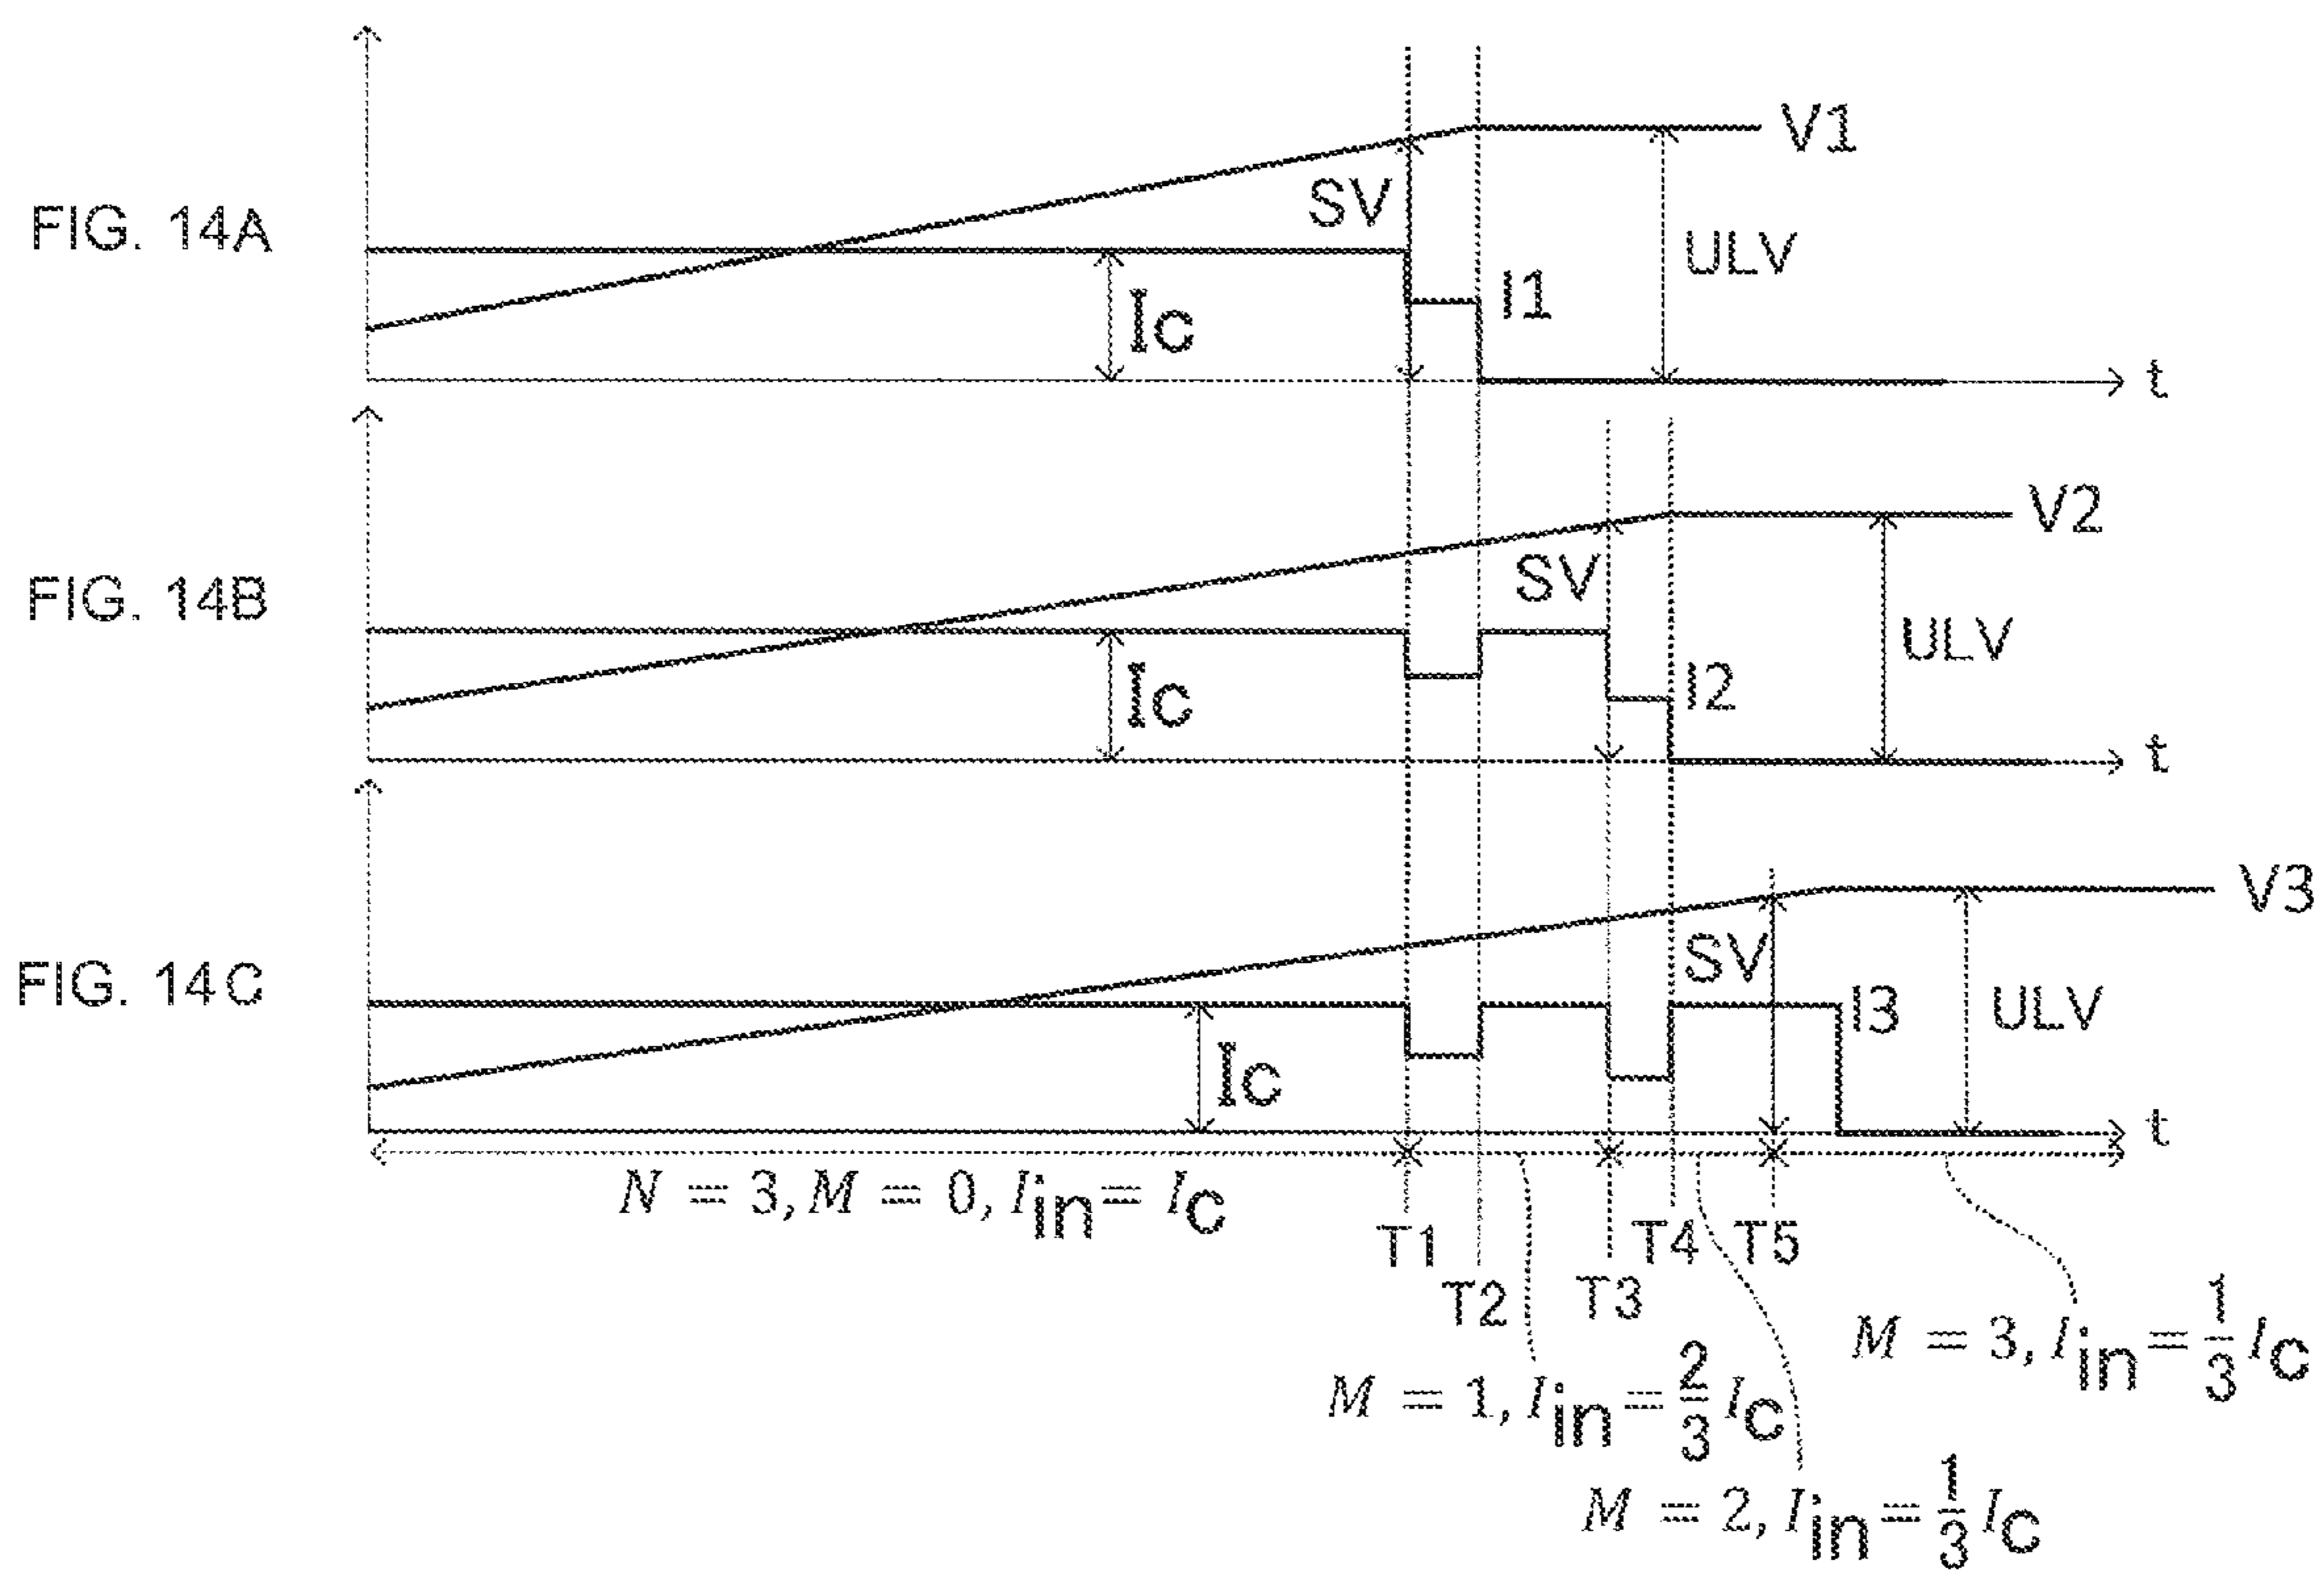 FIG. 14A
V1
SV
ULV
I1
Ic
t
FIG. 14B
V2
SV
ULV
I2
Ic
t
FIG. 14C
V3
SV
ULV
I3
Ic
t
N = 3, M = 0, Iin = Ic
T1
T2
T3
T4
T5
M = 1, Iin = 2/3 Ic
M = 2, Iin = 1/3 Ic
M = 3, Iin = 1/3 Ic